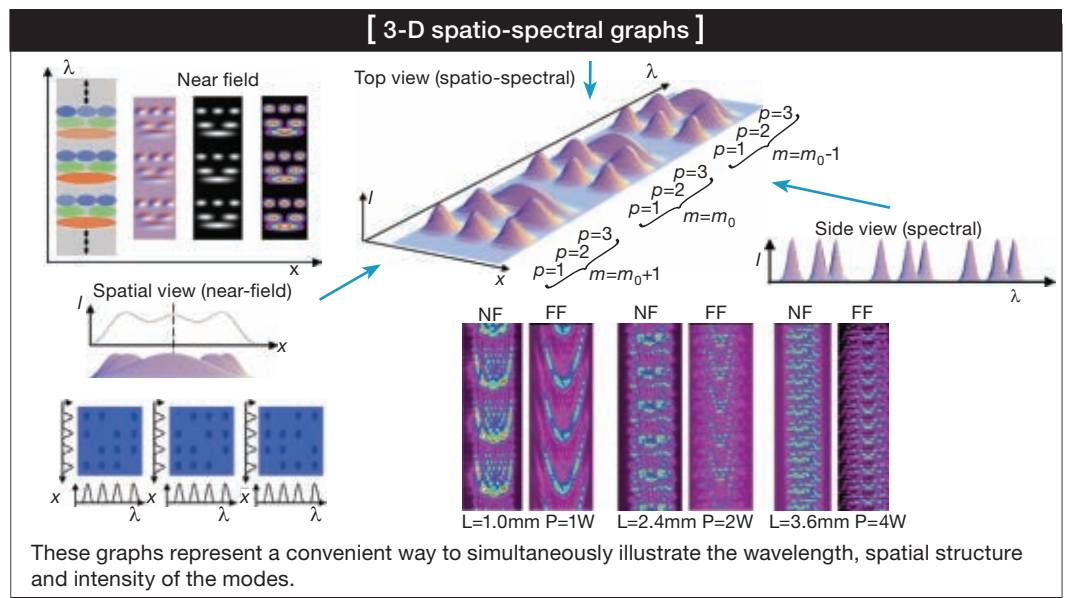 [ 3-D spatio-spectral graphs ]
λ
Near field
x
Top view (spatio-spectral)
λ
I
x
p=3
p=2
p=1
m=m0-1
p=3
p=2
p=1
m=m0
p=3
p=2
p=1
m=m0+1
Side view (spectral)
I
λ
Spatial view (near-field)
I
x
x
λ
x
λ
x
λ
NF FF NF FF NF FF
L=1.0mm P=1W L=2.4mm P=2W L=3.6mm P=4W
These graphs represent a convenient way to simultaneously illustrate the wavelength, spatial structure
and intensity of the modes.